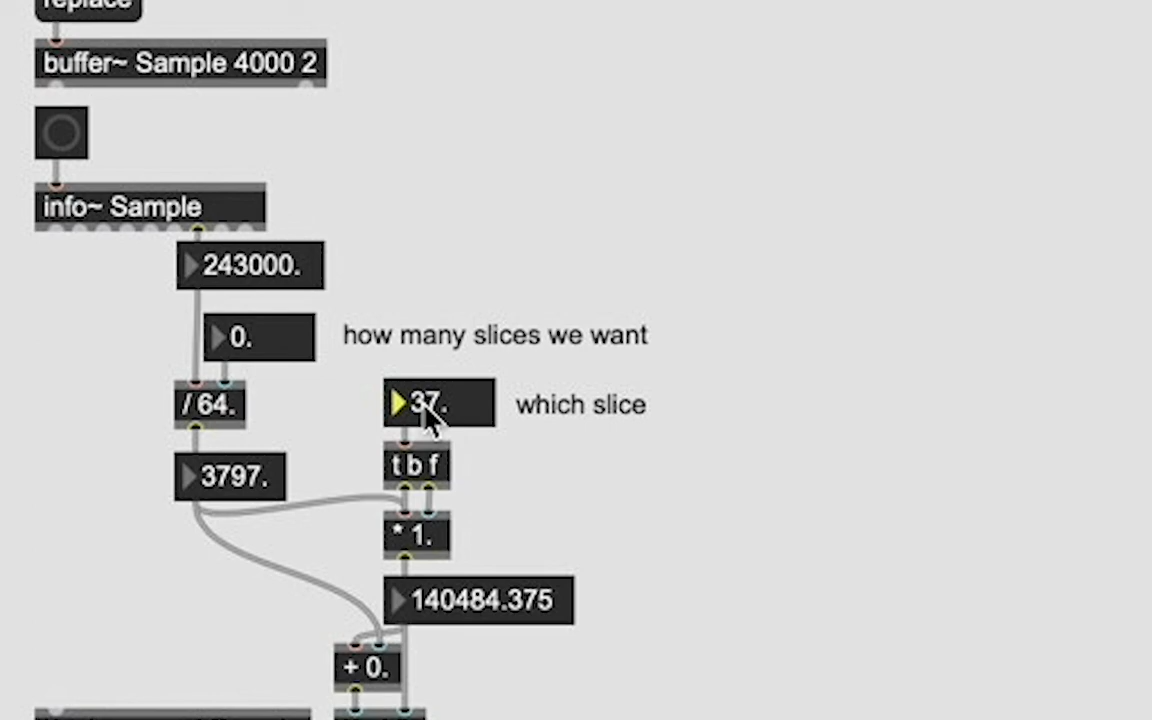 replace
buffer~ Sample 4000 2
info~ Sample
243000.
0.
how many slices we want
/ 64.
37.
which slice
t b f
3797.
* 1.
140484.375
+ 0.